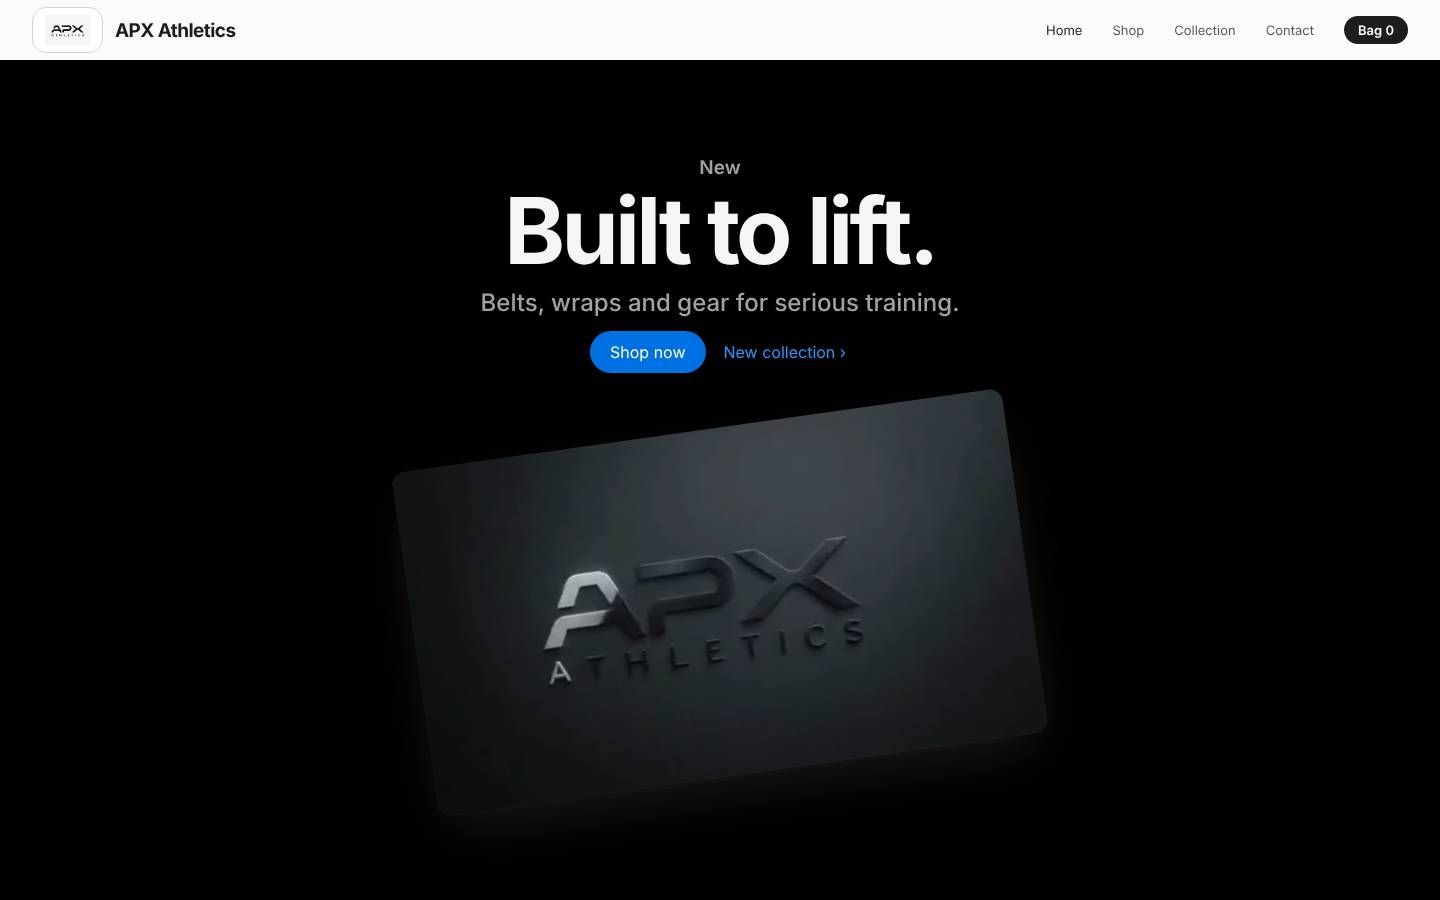 APX
ATHLETICS
APX Athletics
Home
Shop
Collection
Contact
Bag 0
New
Built to lift.
Belts, wraps and gear for serious training.
Shop now
New collection ›
APX
ATHLETICS